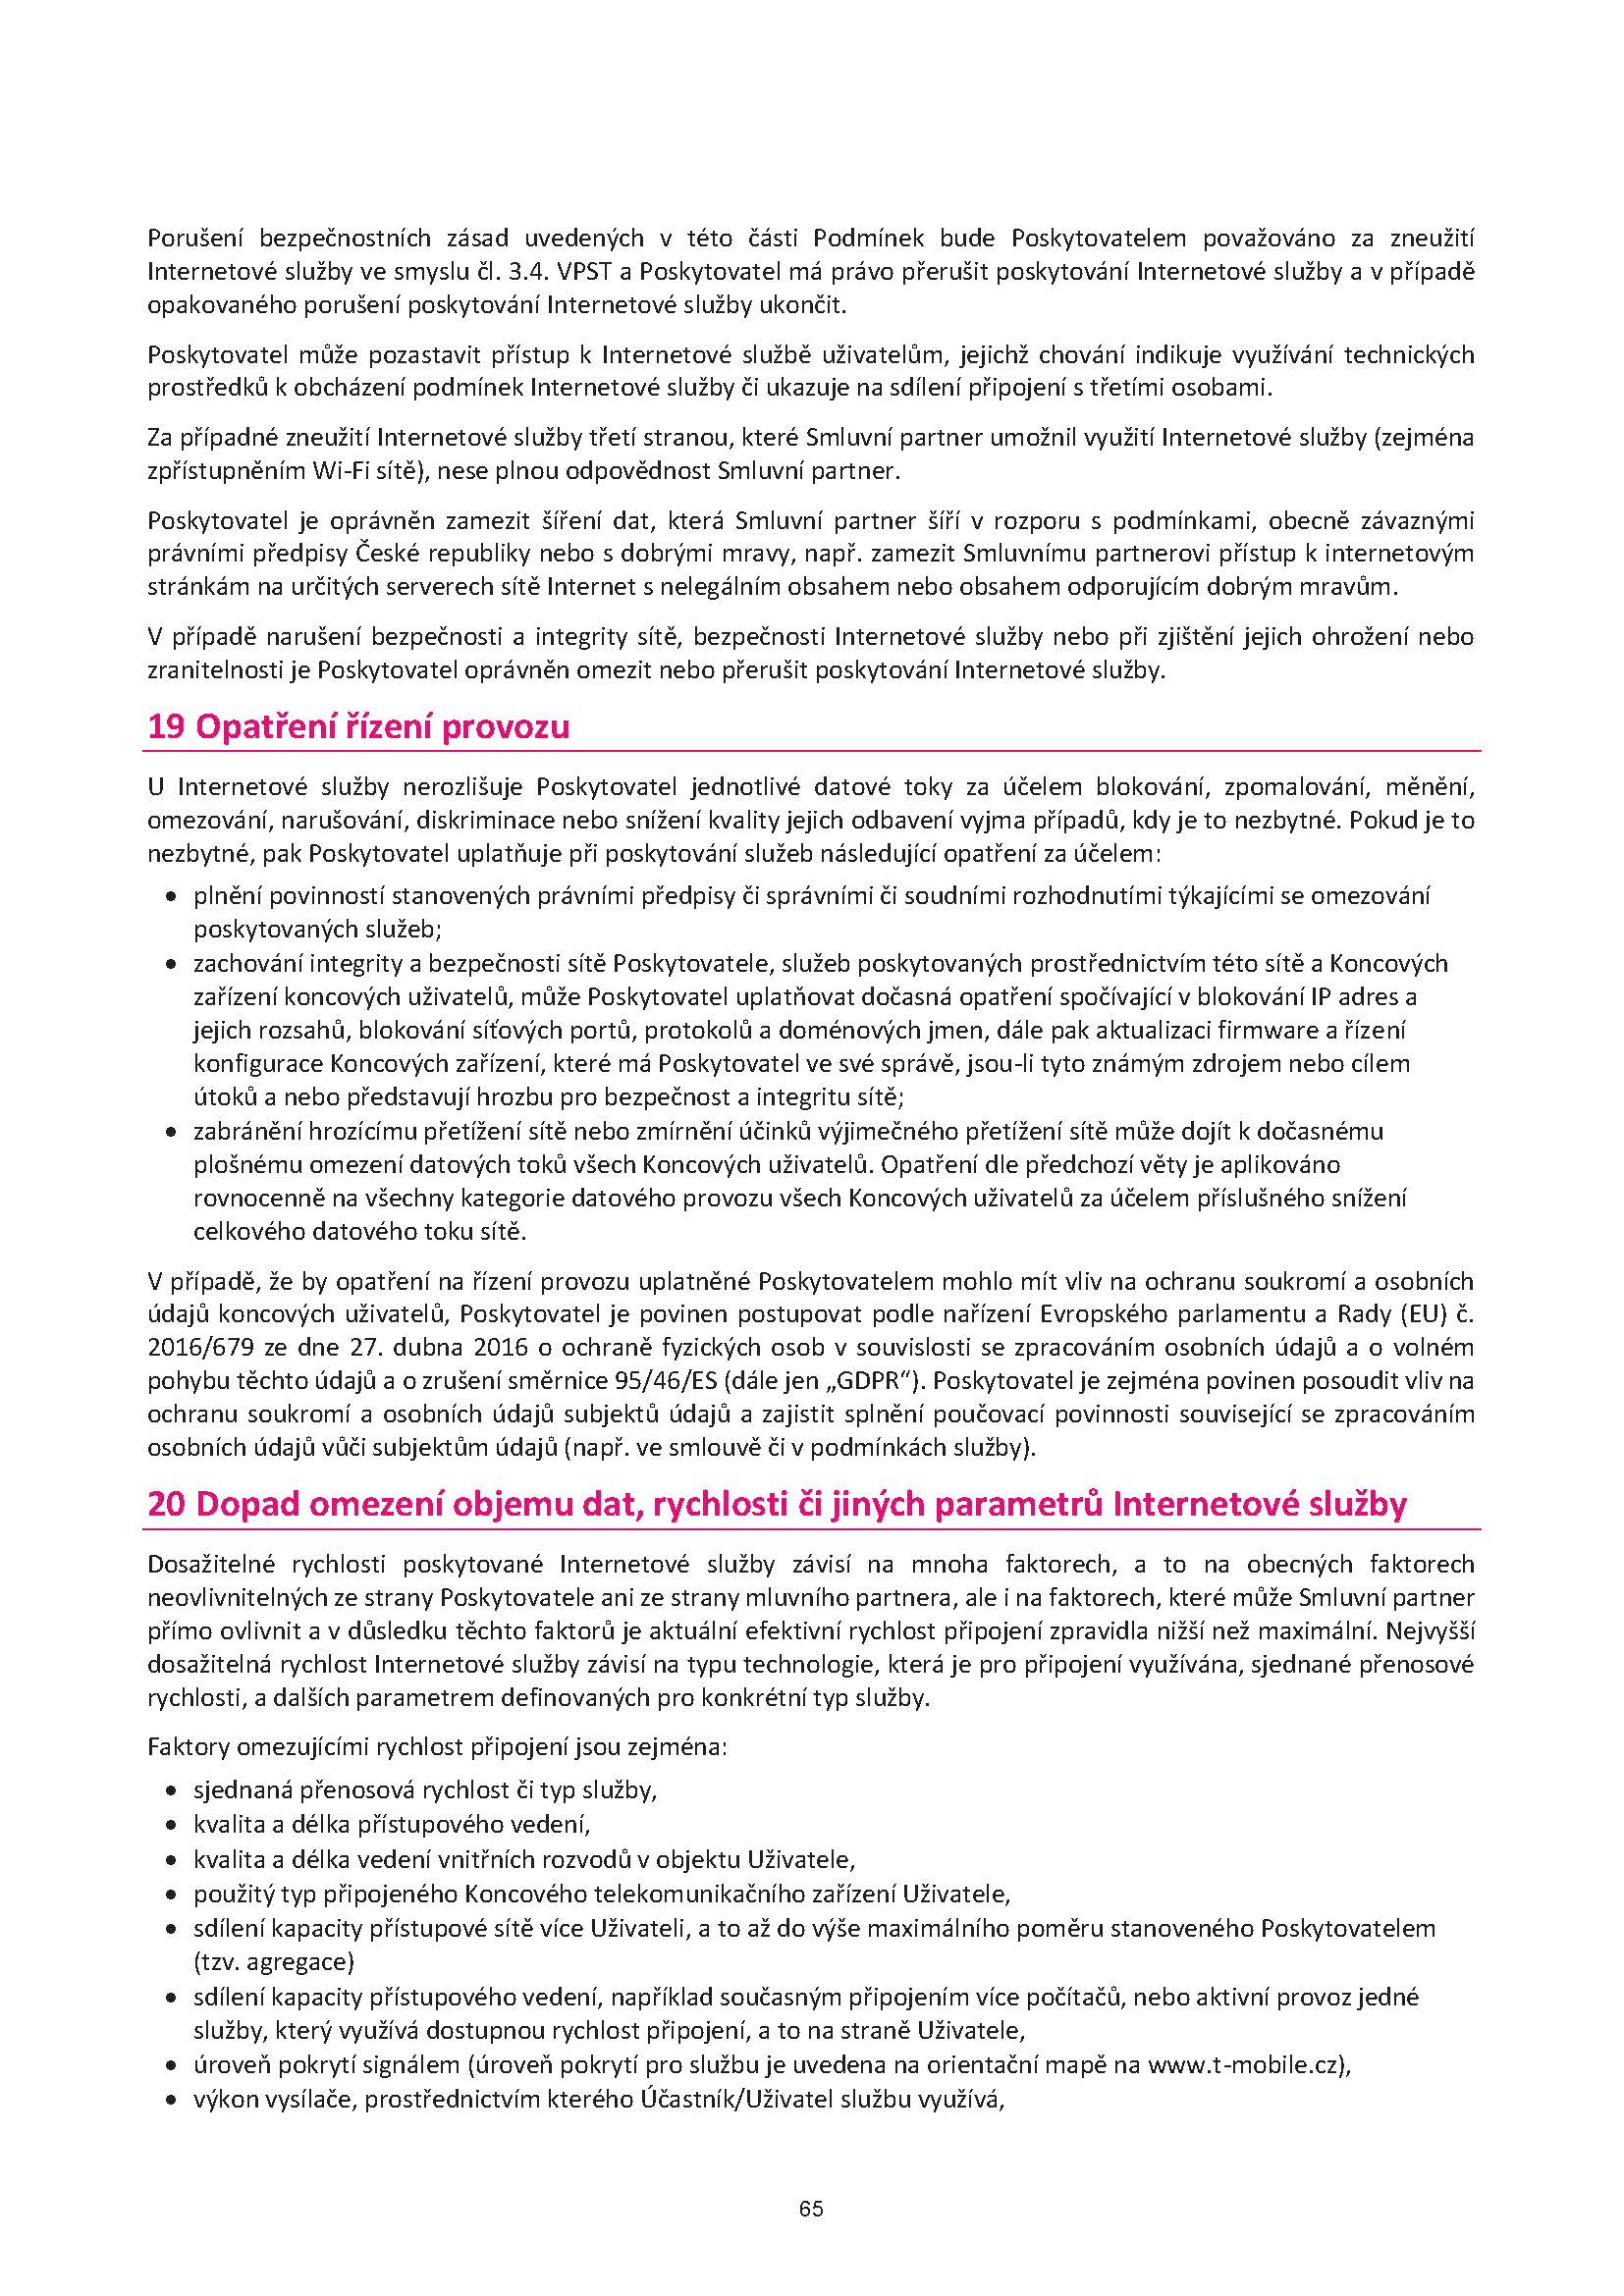 Porušení bezpečnostních zásad uvedených v této části Podmínek bude Poskytovatelem považováno za zneužití
Internetové služby ve smyslu čl. 3.4. VPST a Poskytovatel má právo přerušit poskytování Internetové služby a v případě
opakovaného porušení poskytování Internetové služby ukončit.
Poskytovatel může pozastavit přístup k Internetové službě uživatelům, jejichž chování indikuje využívání technických
prostředků k obcházení podmínek Internetové služby či ukazuje na sdílení připojení s třetími osobami.
Za případné zneužití Internetové služby třetí stranou, které Smluvní partner umožnil využití Internetové služby (zejména
zpřístupněním Wi-Fi sítě), nese plnou odpovědnost Smluvní partner.
Poskytovatel je oprávněn zamezit šíření dat, která Smluvní partner šíří v rozporu s podmínkami, obecně závaznými
právními předpisy České republiky nebo s dobrými mravy, např. zamezit Smluvnímu partnerovi přístup k internetovým
stránkám na určitých serverech sítě Internet s nelegálním obsahem nebo obsahem odporujícím dobrým mravům.
V případě narušení bezpečnosti a integrity sítě, bezpečnosti Internetové služby nebo při zjištění jejich ohrožení nebo
zranitelnosti je Poskytovatel oprávněn omezit nebo přerušit poskytování Internetové služby.
19 Opatření řízení provozu
U Internetové služby nerozlišuje Poskytovatel jednotlivé datové toky za účelem blokování, zpomalování, měnění,
omezování, narušování, diskriminace nebo snížení kvality jejich odbavení vyjma případů, kdy je to nezbytné. Pokud je to
nezbytné, pak Poskytovatel uplatňuje při poskytování služeb následující opatření za účelem:
• plnění povinností stanovených právními předpisy či správními či soudními rozhodnutími týkajícími se omezování
poskytovaných služeb;
• zachování integrity a bezpečnosti sítě Poskytovatele, služeb poskytovaných prostřednictvím této sítě a Koncových
zařízení koncových uživatelů, může Poskytovatel uplatňovat dočasná opatření spočívající v blokování IP adres a
jejich rozsahů, blokování síťových portů, protokolů a doménových jmen, dále pak aktualizaci firmware a řízení
konfigurace Koncových zařízení, které má Poskytovatel ve své správě, jsou-li tyto známým zdrojem nebo cílem
útoků a nebo představují hrozbu pro bezpečnost a integritu sítě;
• zabránění hrozícímu přetížení sítě nebo zmírnění účinků výjimečného přetížení sítě může dojít k dočasnému
plošnému omezení datových toků všech Koncových uživatelů. Opatření dle předchozí věty je aplikováno
rovnocenně na všechny kategorie datového provozu všech Koncových uživatelů za účelem příslušného snížení
celkového datového toku sítě.
V případě, že by opatření na řízení provozu uplatněné Poskytovatelem mohlo mít vliv na ochranu soukromí a osobních
údajů koncových uživatelů, Poskytovatel je povinen postupovat podle nařízení Evropského parlamentu a Rady (EU) č.
2016/679 ze dne 27. dubna 2016 o ochraně fyzických osob v souvislosti se zpracováním osobních údajů a o volném
pohybu těchto údajů a o zrušení směrnice 95/46/ES (dále jen „GDPR“). Poskytovatel je zejména povinen posoudit vliv na
ochranu soukromí a osobních údajů subjektů údajů a zajistit splnění poučovací povinnosti související se zpracováním
osobních údajů vůči subjektům údajů (např. ve smlouvě či v podmínkách služby).
20 Dopad omezení objemu dat, rychlosti či jiných parametrů Internetové služby
Dosažitelné rychlosti poskytované Internetové služby závisí na mnoha faktorech, a to na obecných faktorech
neovlivnitelných ze strany Poskytovatele ani ze strany mluvního partnera, ale i na faktorech, které může Smluvní partner
přímo ovlivnit a v důsledku těchto faktorů je aktuální efektivní rychlost připojení zpravidla nižší než maximální. Nejvyšší
dosažitelná rychlost Internetové služby závisí na typu technologie, která je pro připojení využívána, sjednané přenosové
rychlosti, a dalších parametrem definovaných pro konkrétní typ služby.
Faktory omezujícími rychlost připojení jsou zejména:
• sjednaná přenosová rychlost či typ služby,
• kvalita a délka přístupového vedení,
• kvalita a délka vedení vnitřních rozvodů v objektu Uživatele,
• použitý typ připojeného Koncového telekomunikačního zařízení Uživatele,
• sdílení kapacity přístupové sítě více Uživateli, a to až do výše maximálního poměru stanoveného Poskytovatelem
(tzv. agregace)
• sdílení kapacity přístupového vedení, například současným připojením více počítačů, nebo aktivní provoz jedné
služby, který využívá dostupnou rychlost připojení, a to na straně Uživatele,
• úroveň pokrytí signálem (úroveň pokrytí pro službu je uvedena na orientační mapě na www.t-mobile.cz),
• výkon vysílače, prostřednictvím kterého Účastník/Uživatel službu využívá,
65